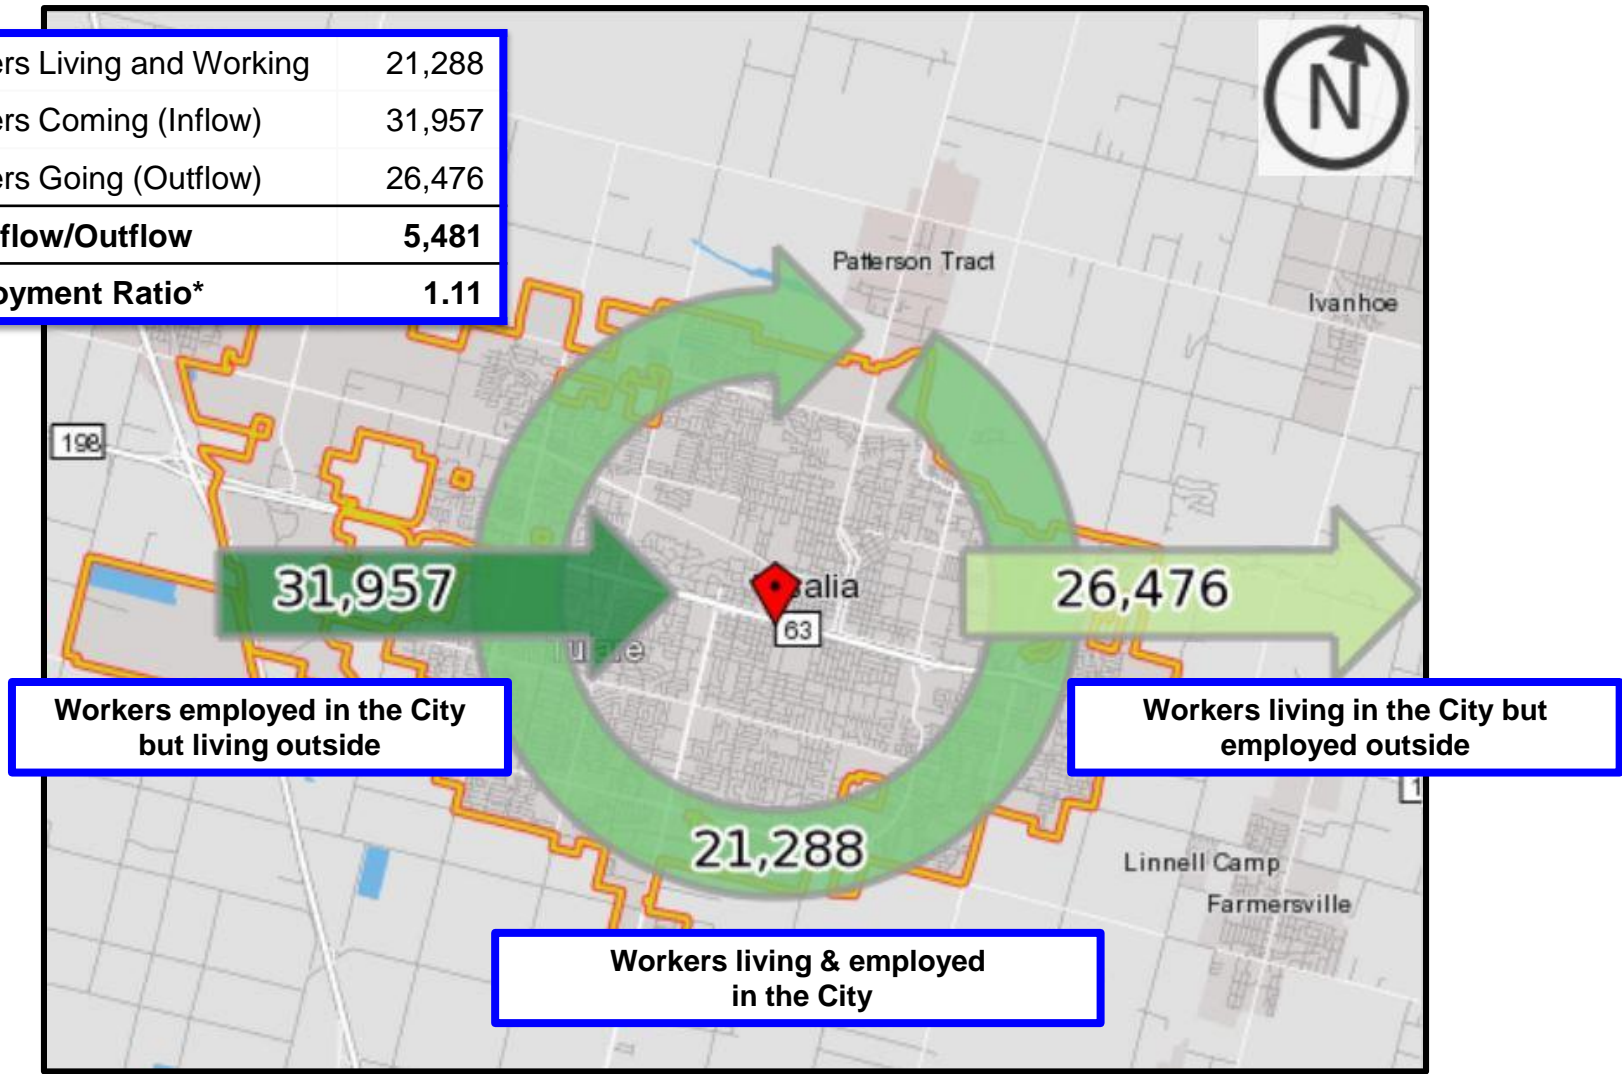 ers Living and Working 21,288
ers Coming (Inflow) 31,957
ers Going (Outflow) 26,476
flow/Outflow 5,481
oyment Ratio* 1.11
N
Patterson Tract
Ivanhoe
198
31,957
alia
26,476
63
Workers employed in the City
but living outside
Workers living in the City but
employed outside
21,288
Linnell Camp
Farmersville
Workers living & employed
in the City